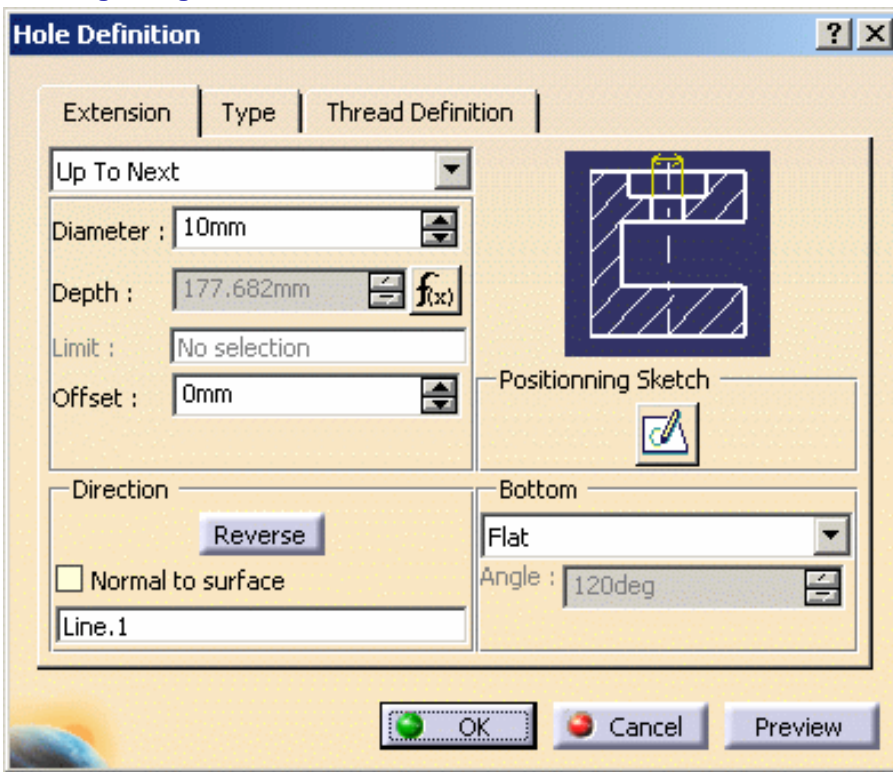 Hole Definition
? X
Extension Type Thread Definition
Up To Next
Diameter : 10mm
Depth : 177.682mm f(x)
Limit : No selection
Offset : 0mm
Positionning Sketch
Direction
Reverse
Normal to surface
Line.1
Bottom
Flat
Angle : 120deg
OK Cancel Preview